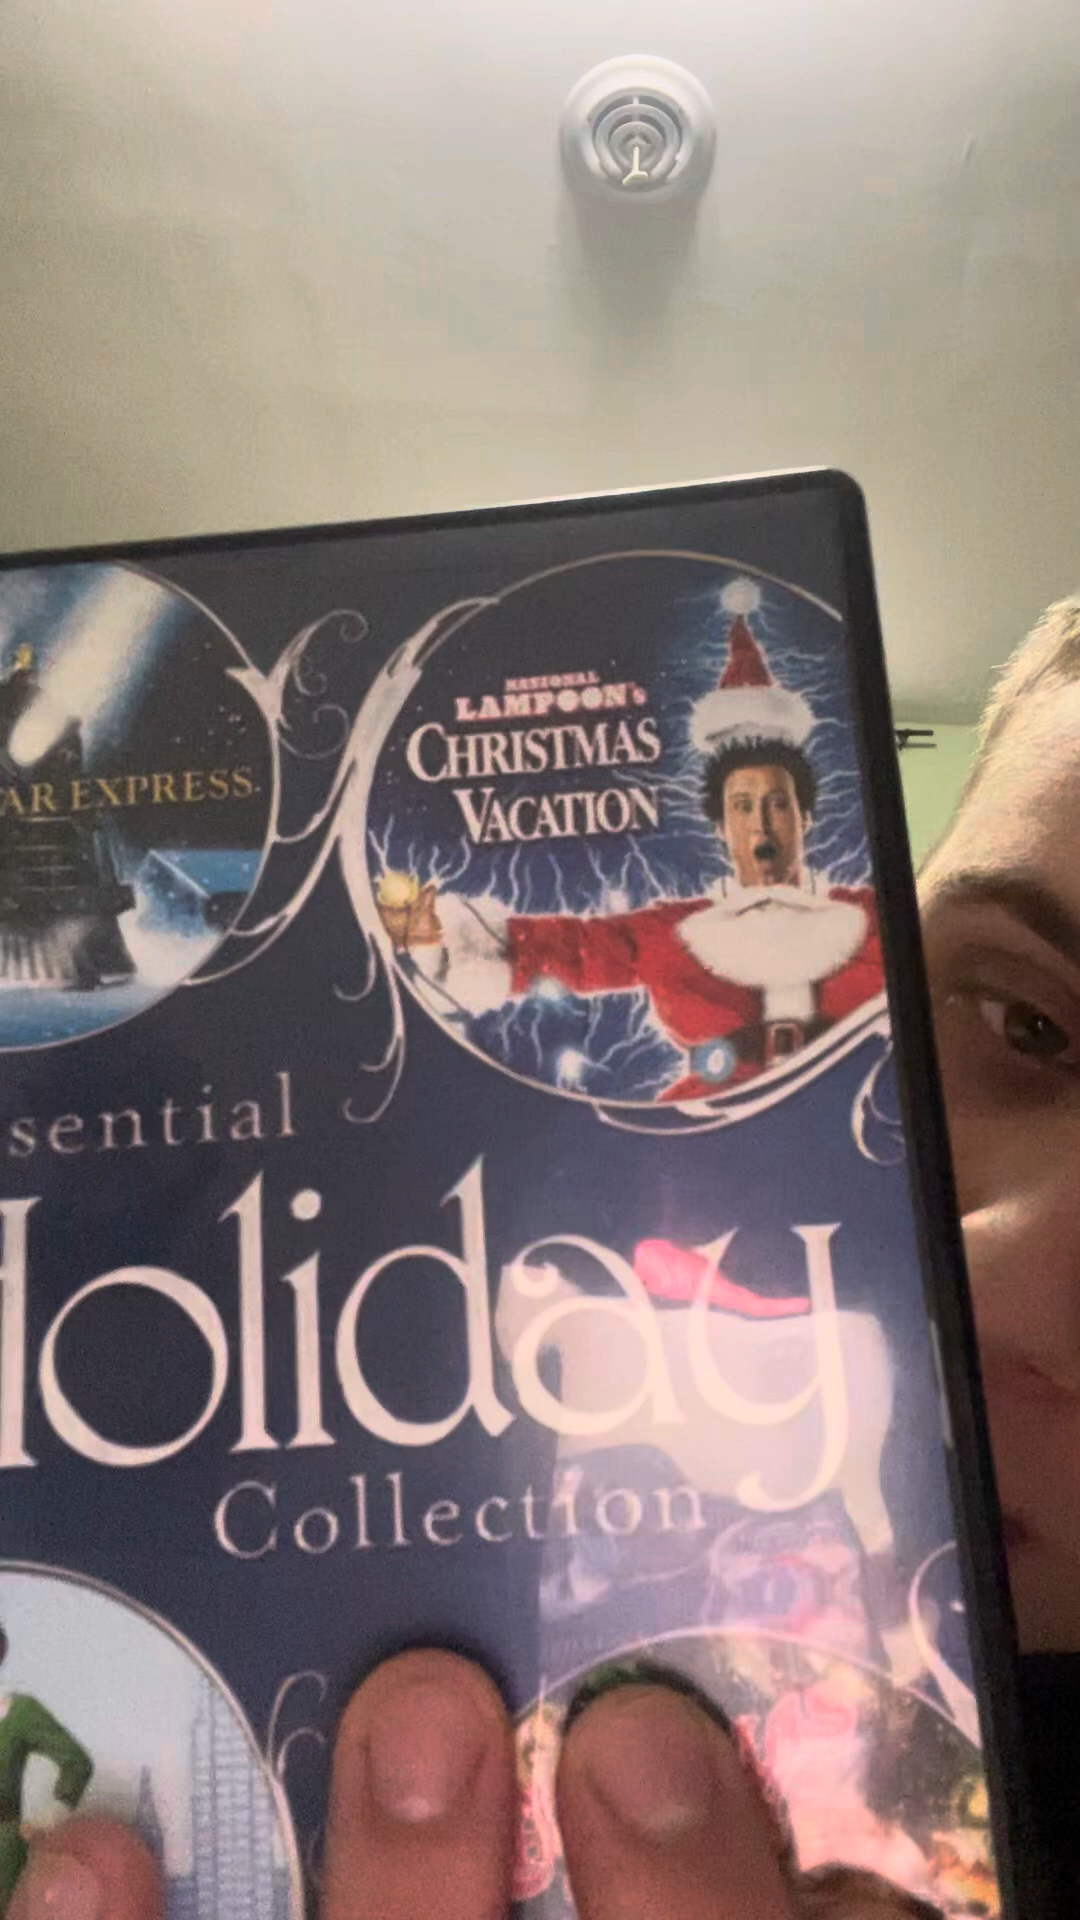 AR EXPRESS
NATIONAL
LAMPOON's
CHRISTMAS
VACATION
sential
Holiday
Collection